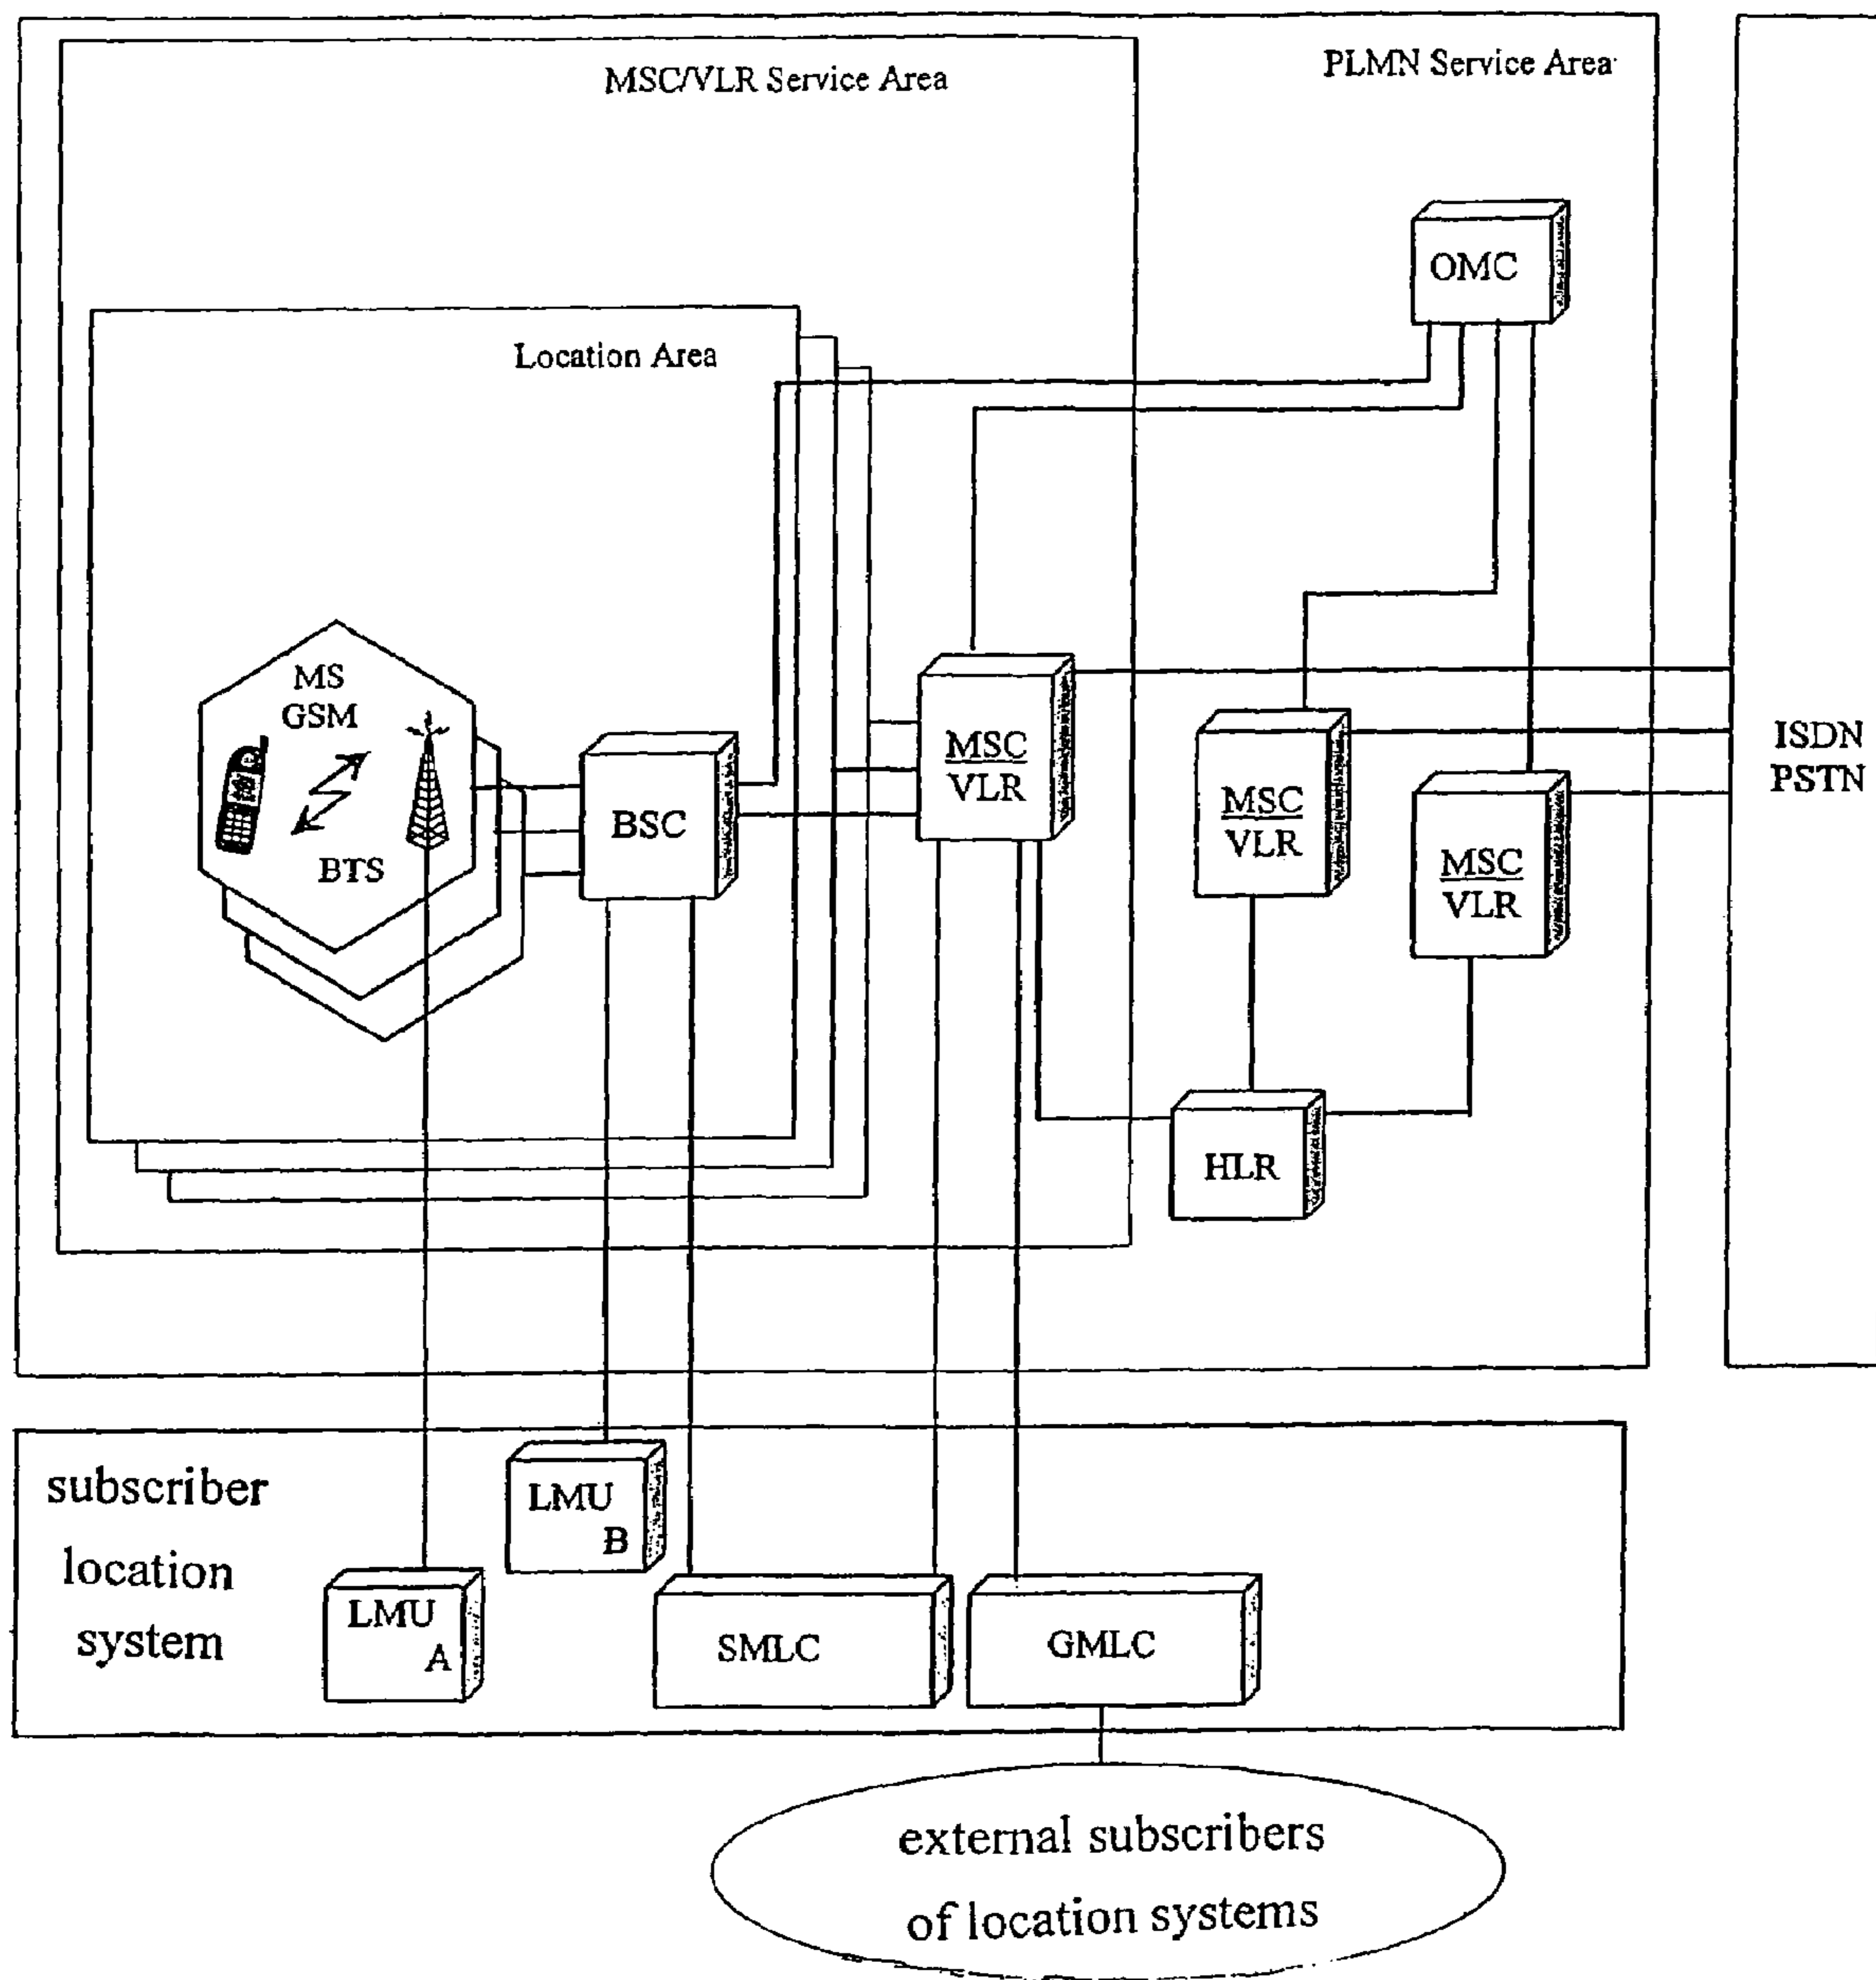 MSC/VLR Service Area
PLMN Service Area
OMC
Location Area
MS
GSM
BTS
BSC
MSC
VLR
MSC
VLR
MSC
VLR
ISDN
PSTN
HLR
subscriber
location
system
LMU
B
LMU
A
SMLC
GMLC
external subscribers
of location systems